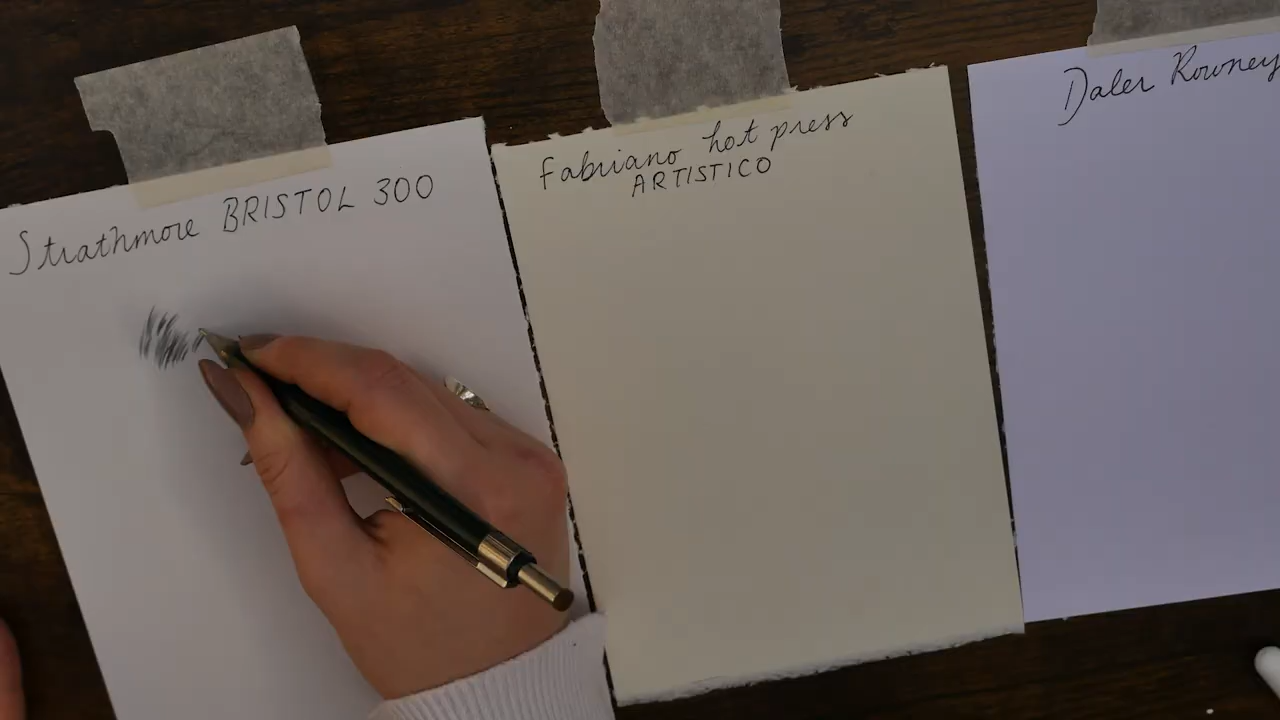 Strathmore BRISTOL 300
Fabriano hot press
ARTISTICO
Daler Rowney